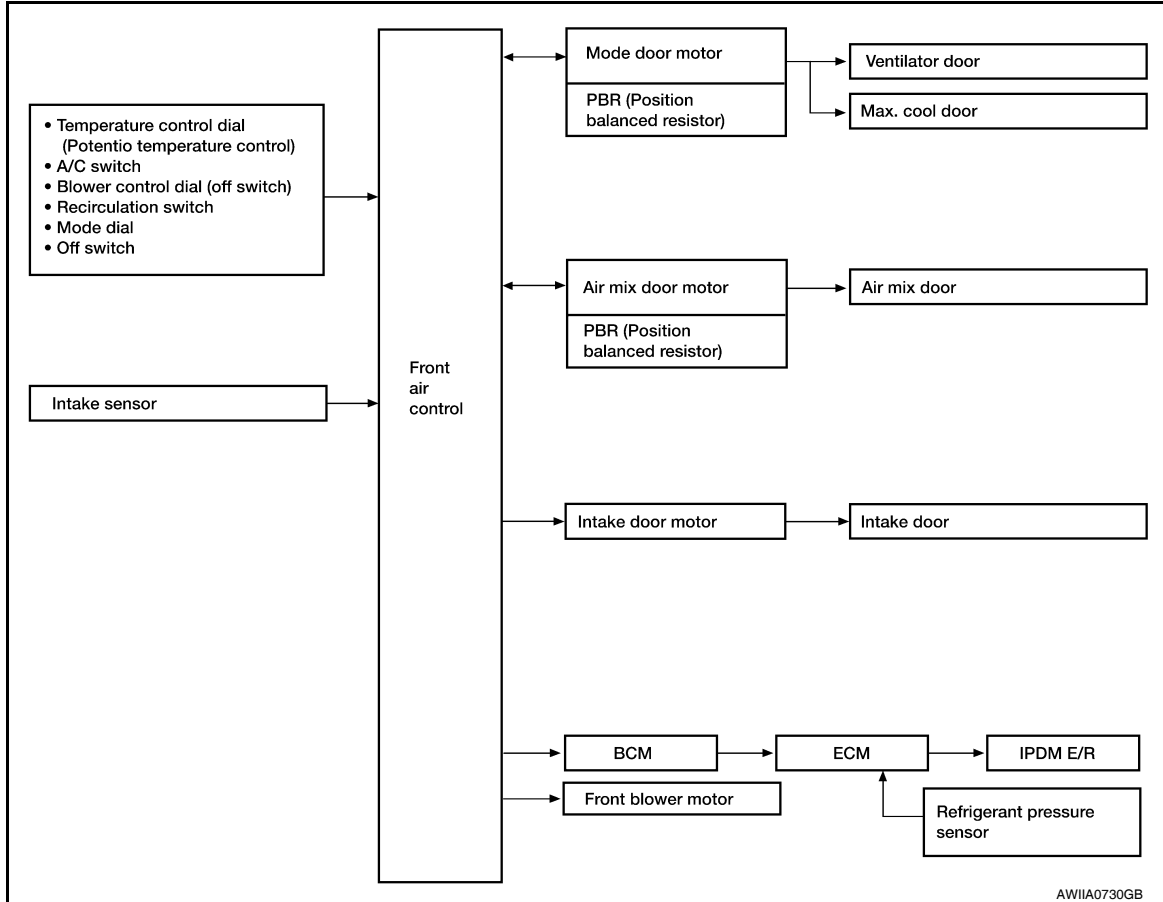 • Temperature control dial
(Potentio temperature control)
• A/C switch
• Blower control dial (off switch)
• Recirculation switch
• Mode dial
• Off switch
Intake sensor
Front
air
control
Mode door motor
PBR (Position
balanced resistor)
Ventilator door
Max. cool door
Air mix door motor
PBR (Position
balanced resistor)
Air mix door
Intake door motor
Intake door
BCM
ECM
IPDM E/R
Front blower motor
Refrigerant pressure
sensor
AWIIA0730GB